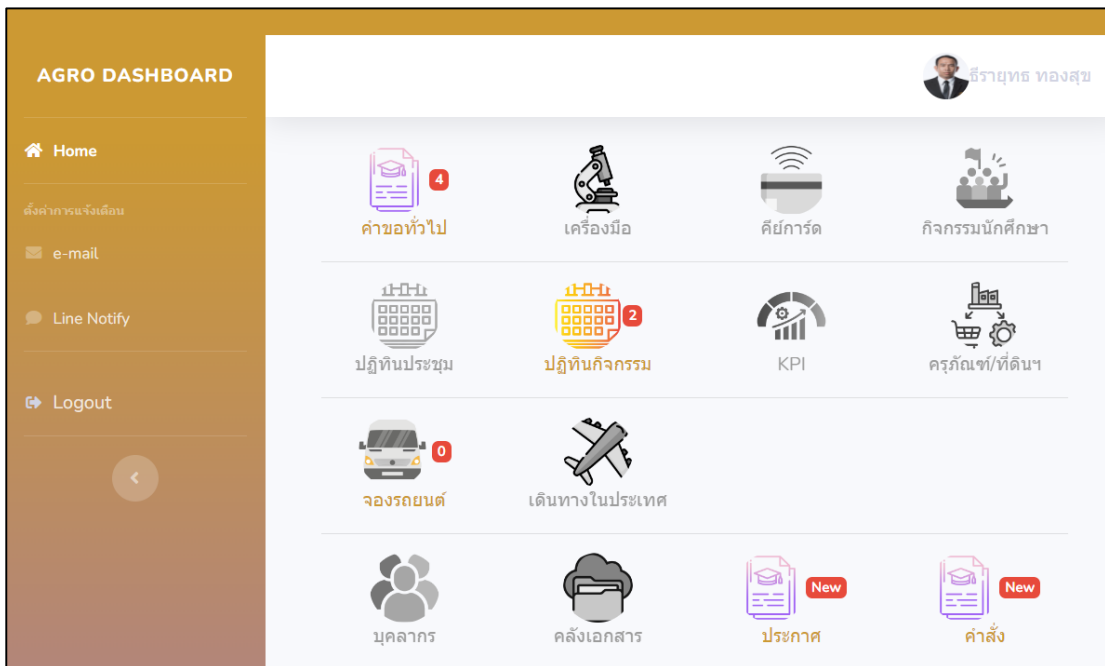 AGRO DASHBOARD
ธีรายุทธ ทองสุข
Home
ตั้งค่าการแจ้งเตือน
e-mail
Line Notify
Logout
4
คำขอทั่วไป
เครื่องมือ
คีย์การ์ด
กิจกรรมนักศึกษา
ปฏิทินประชุม
2
ปฏิทินกิจกรรม
KPI
ครุภัณฑ์/ที่ดินฯ
0
จองรถยนต์
เดินทางในประเทศ
บุคลากร
คลังเอกสาร
New
ประกาศ
New
คำสั่ง